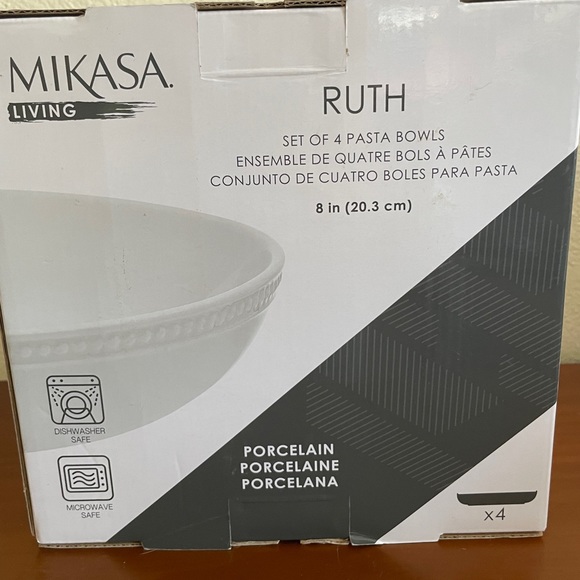 MIKASA.
LIVING
RUTH
SET OF 4 PASTA BOWLS
ENSEMBLE DE QUATRE BOLS À PÂTES
CONJUNTO DE CUATRO BOLES PARA PASTA
8 in (20.3 cm)
DISHWASHER
SAFE
MICROWAVE
SAFE
PORCELAIN
PORCELAINE
PORCELANA
x4